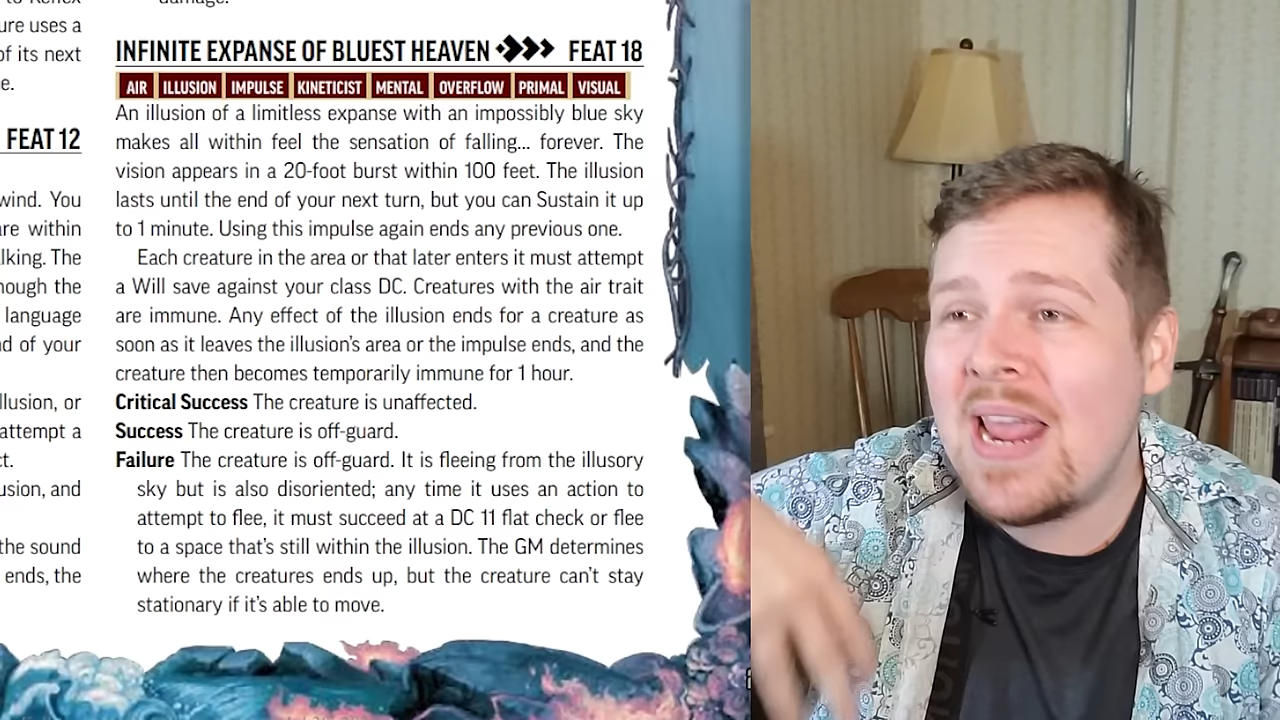 damage.
to Reflex
ure uses a
of its next
e.
FEAT 12
wind. You
are within
lking. The
hough the
language
nd of your
llusion, or
attempt a
ct.
usion, and
the sound
ends, the
INFINITE EXPANSE OF BLUEST HEAVEN FEAT 18
AIR ILLUSION IMPULSE KINETICIST MENTAL OVERFLOW PRIMAL VISUAL
An illusion of a limitless expanse with an impossibly blue sky
makes all within feel the sensation of falling... forever. The
vision appears in a 20-foot burst within 100 feet. The illusion
lasts until the end of your next turn, but you can Sustain it up
to 1 minute. Using this impulse again ends any previous one.
Each creature in the area or that later enters it must attempt
a Will save against your class DC. Creatures with the air trait
are immune. Any effect of the illusion ends for a creature as
soon as it leaves the illusion's area or the impulse ends, and the
creature then becomes temporarily immune for 1 hour.
Critical Success The creature is unaffected.
Success The creature is off-guard.
Failure The creature is off-guard. It is fleeing from the illusory
sky but is also disoriented; any time it uses an action to
attempt to flee, it must succeed at a DC 11 flat check or flee
to a space that's still within the illusion. The GM determines
where the creatures ends up, but the creature can't stay
stationary if it's able to move.